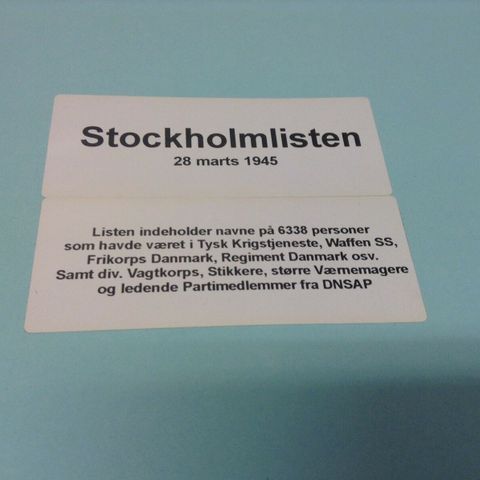 Stockholmlisten
28 marts 1945
Listen indeholder navne på 6338 personer
som havde været i Tysk Krigstjeneste, Waffen SS,
Frikorps Danmark, Regiment Danmark osv.
Samt div. Vagtkorps, Stikkere, større Værnemagere
og ledende Partimedlemmer fra DNSAP